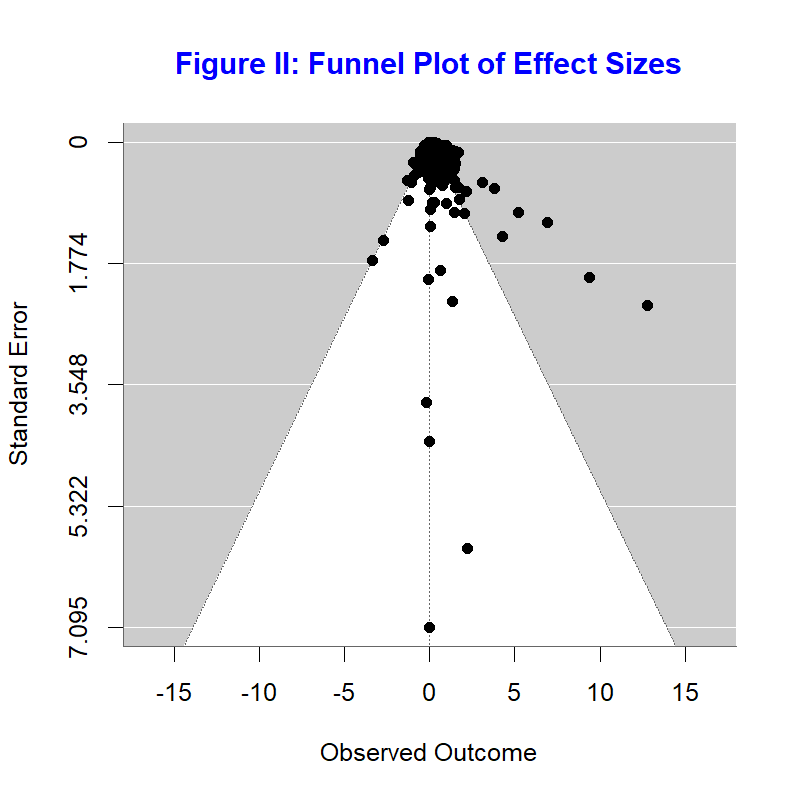 Figure II: Funnel Plot of Effect Sizes
Standard Error
0
1.774
3.548
5.322
7.095
-15 -10 -5 0 5 10 15
Observed Outcome